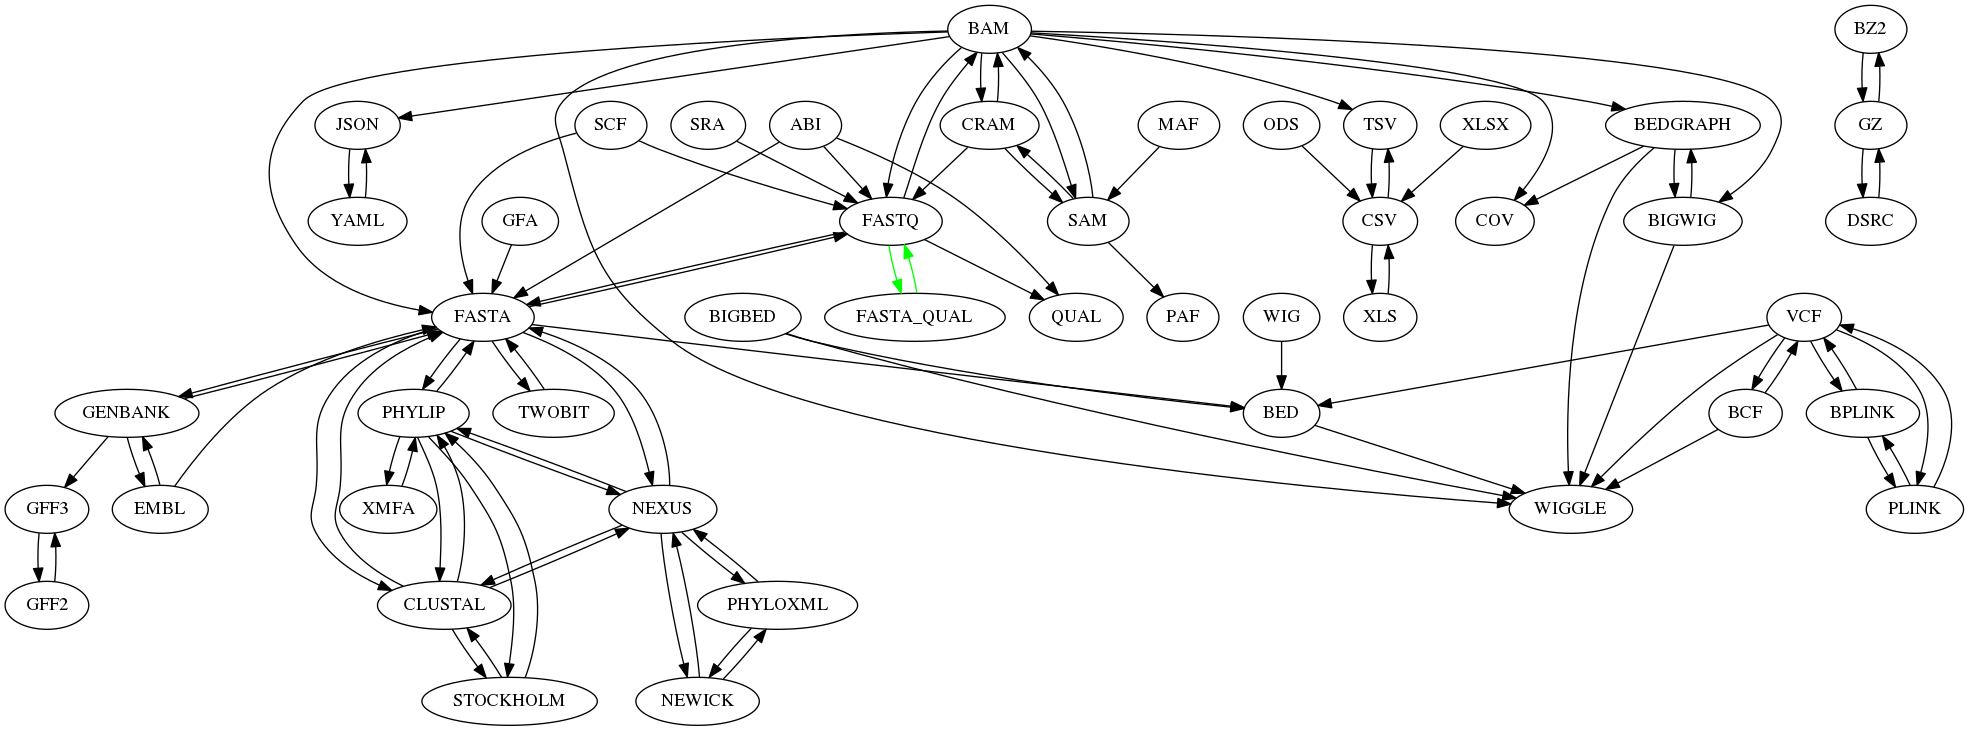 BAM
BZ2
JSON
SCF
SRA
ABI
CRAM
MAF
ODS
TSV
XLSX
BEDGRAPH
GZ
YAML
GFA
FASTQ
SAM
CSV
COV
BIGWIG
DSRC
FASTA
BIGBED
FASTA_QUAL
QUAL
PAF
WIG
XLS
VCF
GENBANK
PHYLIP
TWOBIT
BED
BCF
BPLINK
GFF3
EMBL
XMFA
NEXUS
WIGGLE
PLINK
GFF2
CLUSTAL
PHYLOXML
STOCKHOLM
NEWICK